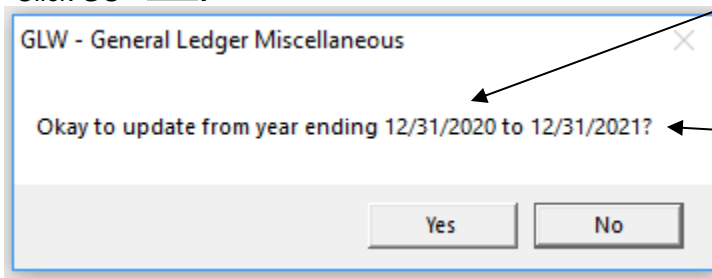 GLW - General Ledger Miscellaneous
Okay to update from year ending 12/31/2020 to 12/31/2021?
Yes
No